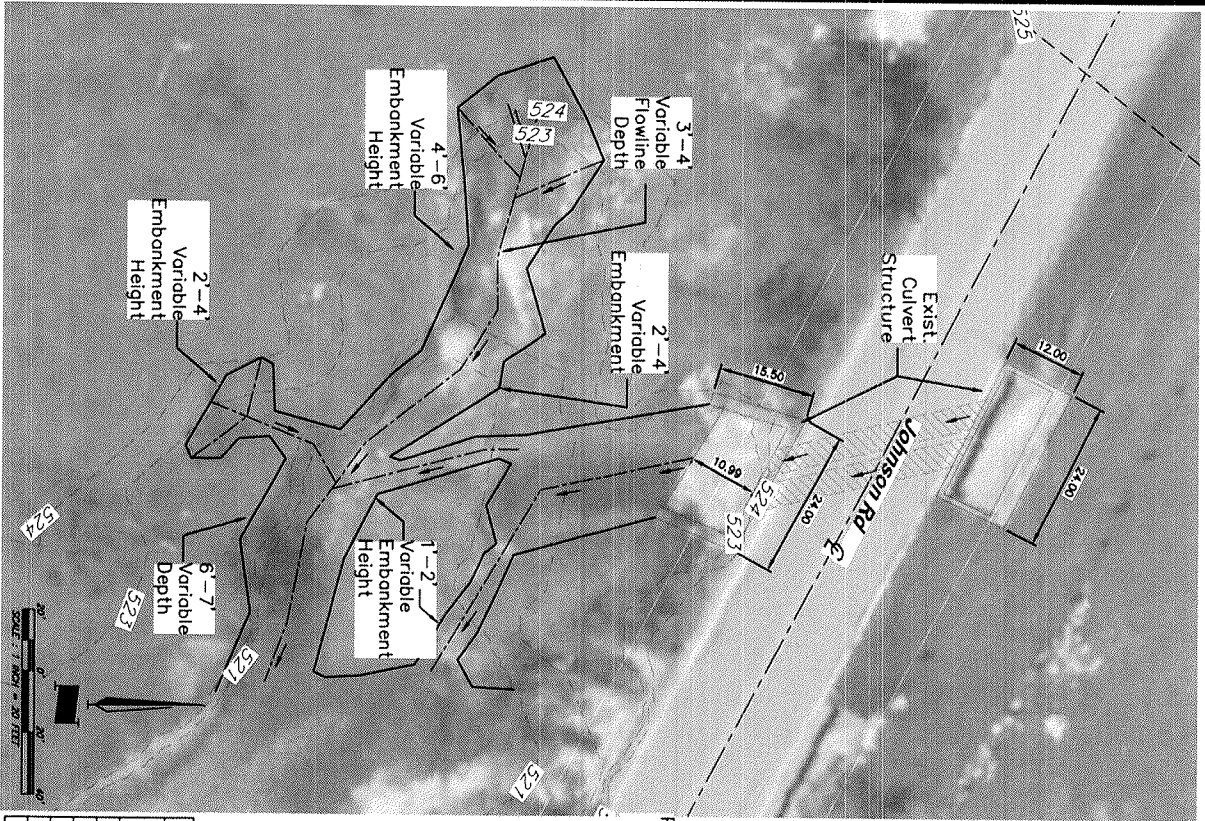 525
Exist.
Culvert
Structure
12.00
24.00
Johnson Rd
3'-4'
Variable
Flowline
Depth
524
523
4'-6'
Variable
Embankment
Height
2'-4'
Variable
Embankment
15.50
10.99
24.00
524
523
2'-4'
Variable
Embankment
Height
1'-2'
Variable
Embankment
Height
6'-7'
Variable
Depth
524
523
521
521
20' 0' 20' 40'
SCALE : 1 INCH = 20 FEET